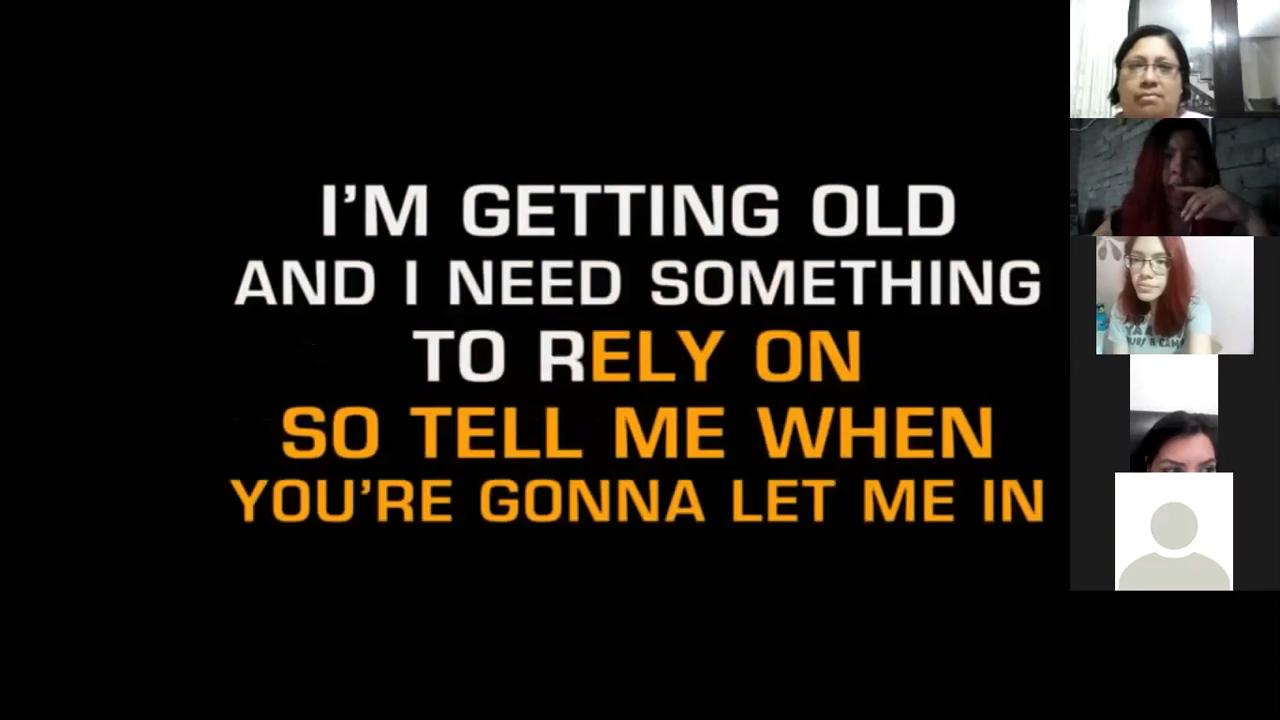 I'M GETTING OLD
AND I NEED SOMETHING
TO RELY ON
SO TELL ME WHEN
YOU'RE GONNA LET ME IN